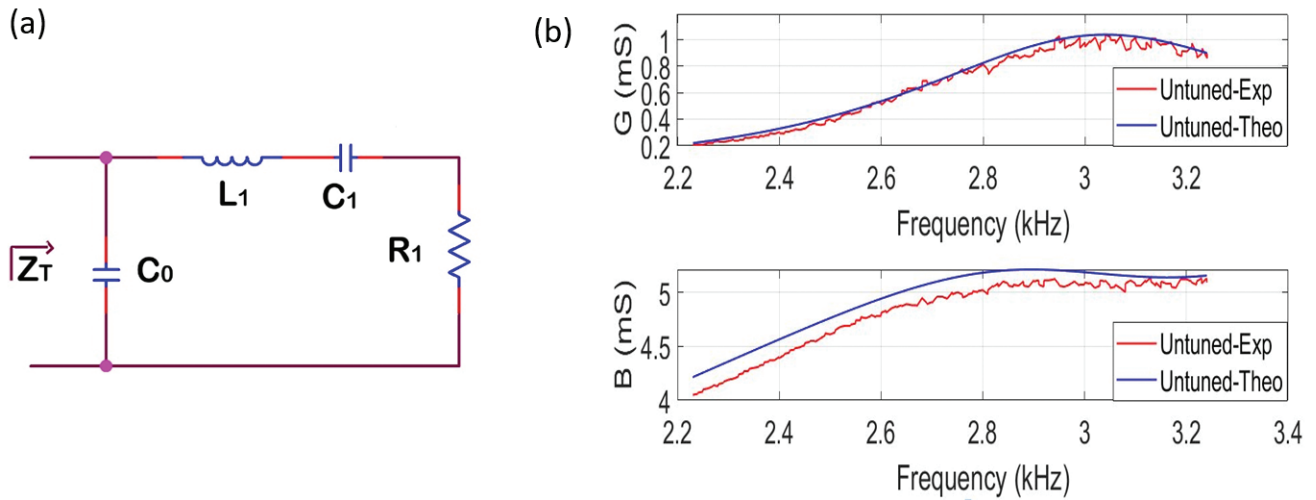 (a)
L1
C1
R1
ZT
C0
(b)
G (mS)
1
0.8
0.6
0.4
0.2
Untuned-Exp
Untuned-Theo
2.2 2.4 2.6 2.8 3 3.2
Frequency (kHz)
B (mS)
5
4.5
4
Untuned-Exp
Untuned-Theo
2.2 2.4 2.6 2.8 3 3.2 3.4
Frequency (kHz)